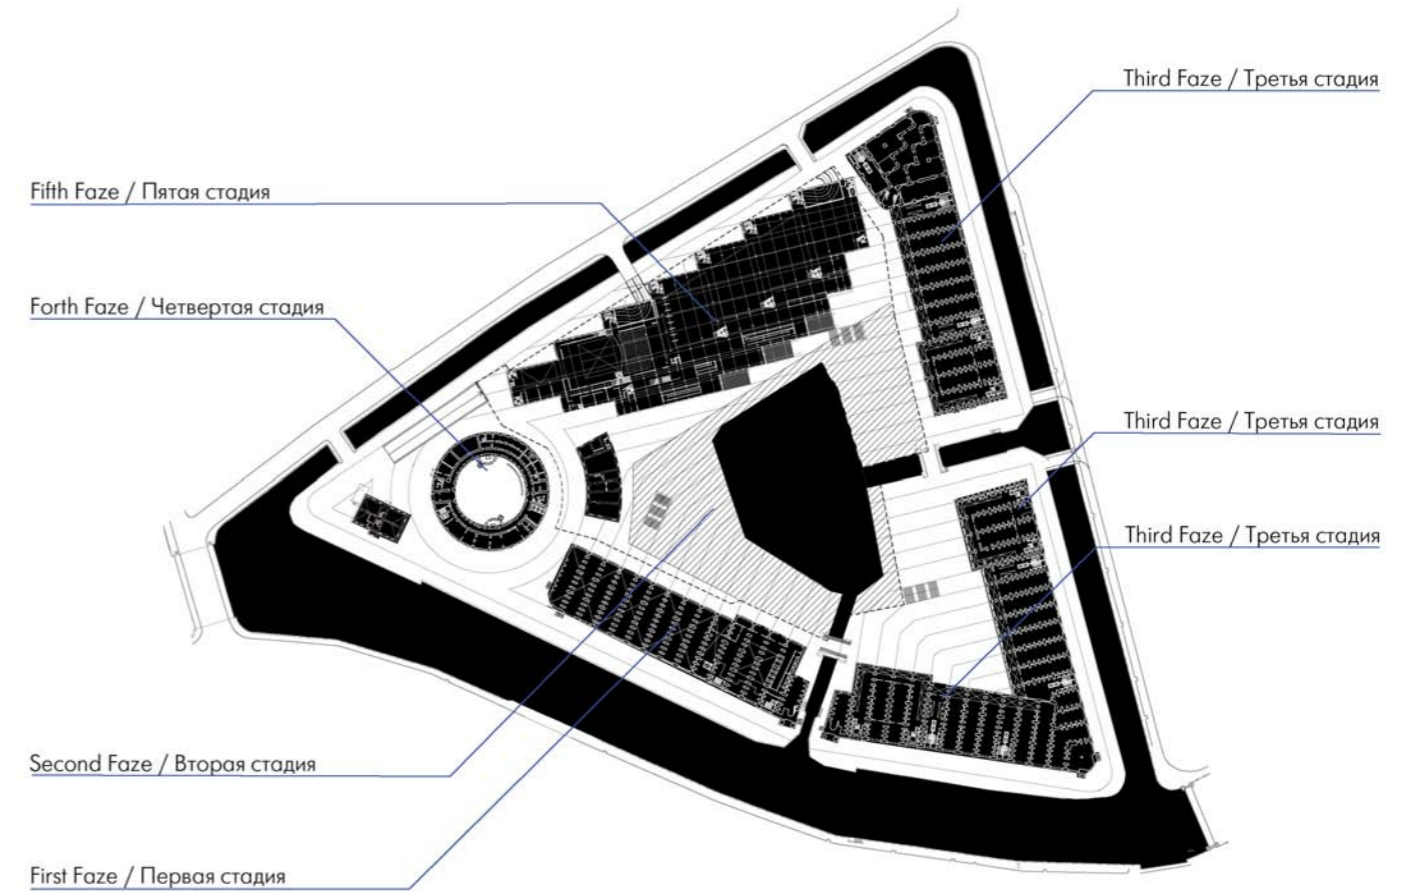 Third Faze / Третья стадия
Fifth Faze / Пятая стадия
Forth Faze / Четвертая стадия
Third Faze / Третья стадия
Third Faze / Третья стадия
Second Faze / Вторая стадия
First Faze / Первая стадия